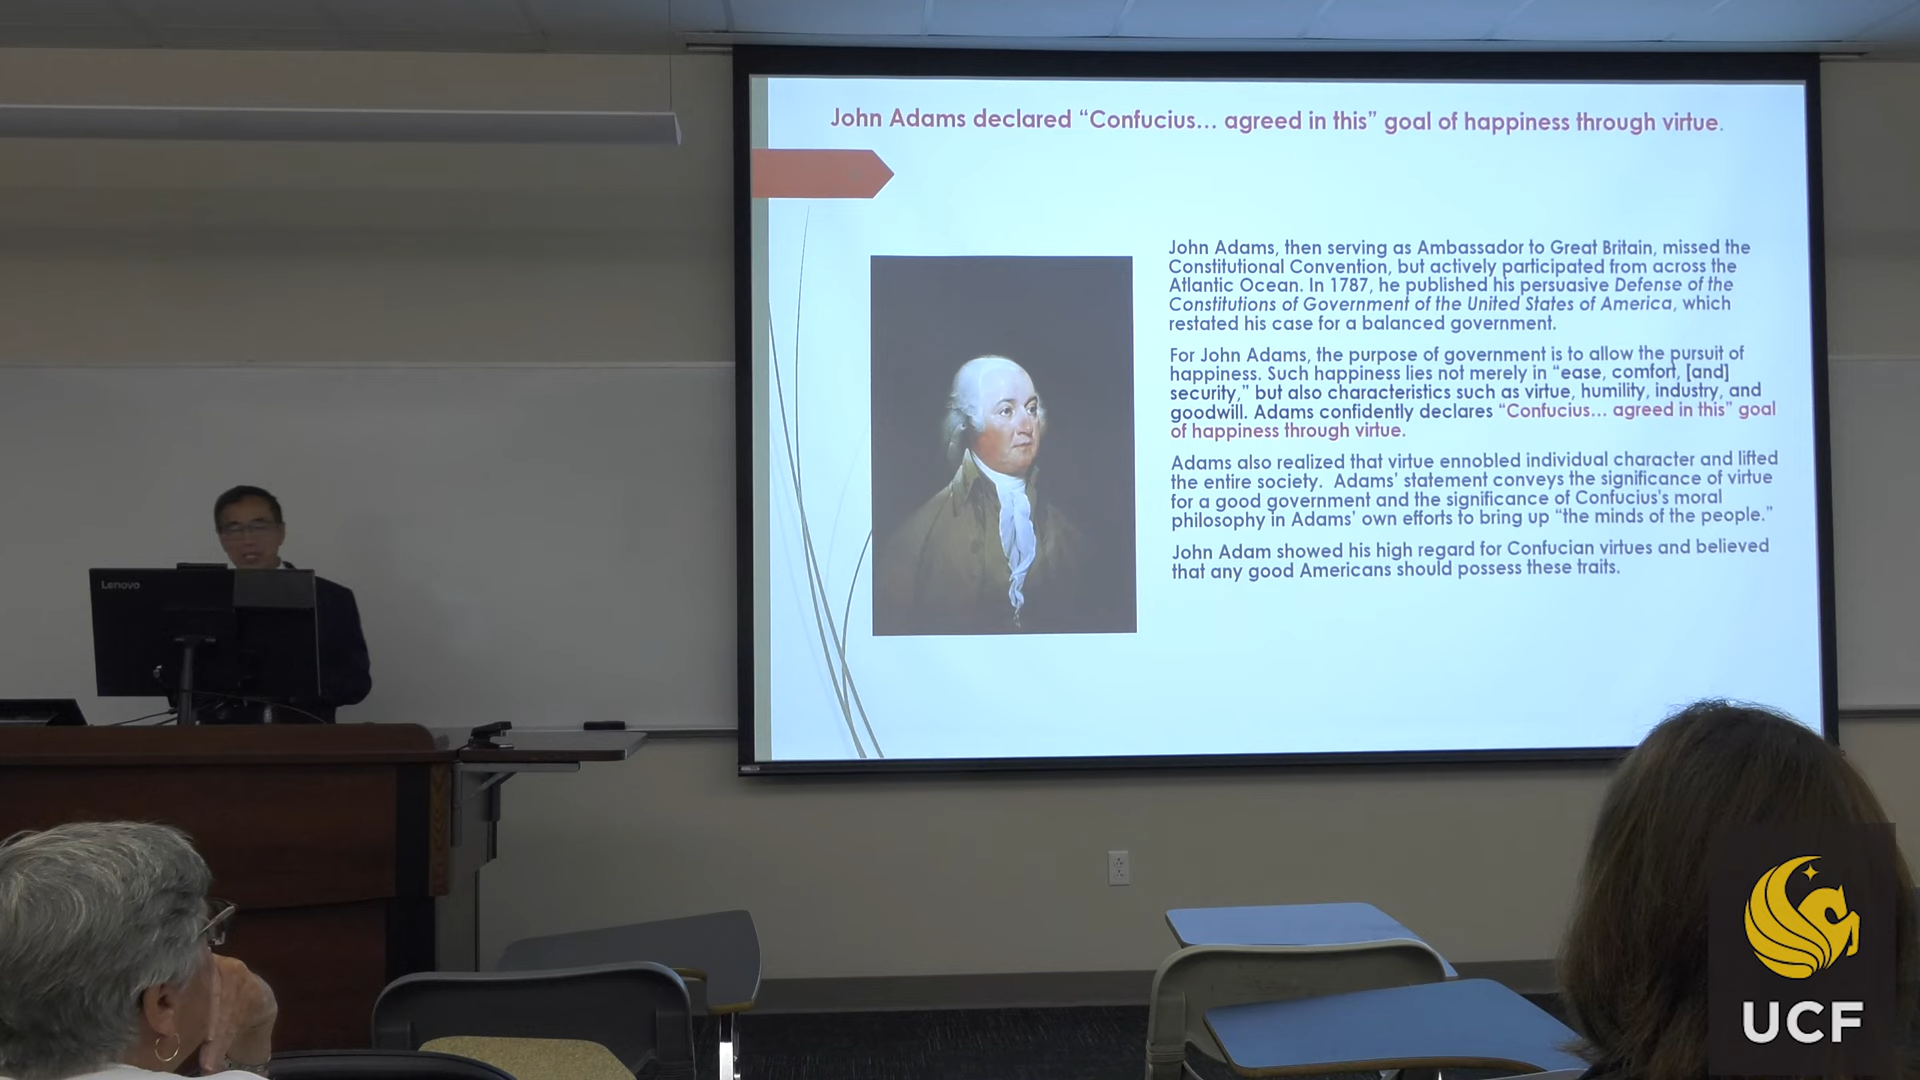 John Adams declared “Confucius... agreed in this” goal of happiness through virtue.
John Adams, then serving as Ambassador to Great Britain, missed the
Constitutional Convention, but actively participated from across the
Atlantic Ocean. In 1787, he published his persuasive Defense of the
Constitutions of Government of the United States of America, which
restated his case for a balanced government.
For John Adams, the purpose of government is to allow the pursuit of
happiness. Such happiness lies not merely in “ease, comfort, [and]
security,” but also characteristics such as virtue, humility, industry, and
goodwill. Adams confidently declares “Confucius... agreed in this” goal
of happiness through virtue.
Adams also realized that virtue ennobled individual character and lifted
the entire society. Adams’ statement conveys the significance of virtue
for a good government and the significance of Confucius's moral
philosophy in Adams’ own efforts to bring up “the minds of the people.”
John Adam showed his high regard for Confucian virtues and believed
that any good Americans should possess these traits.
Lenovo
UCF